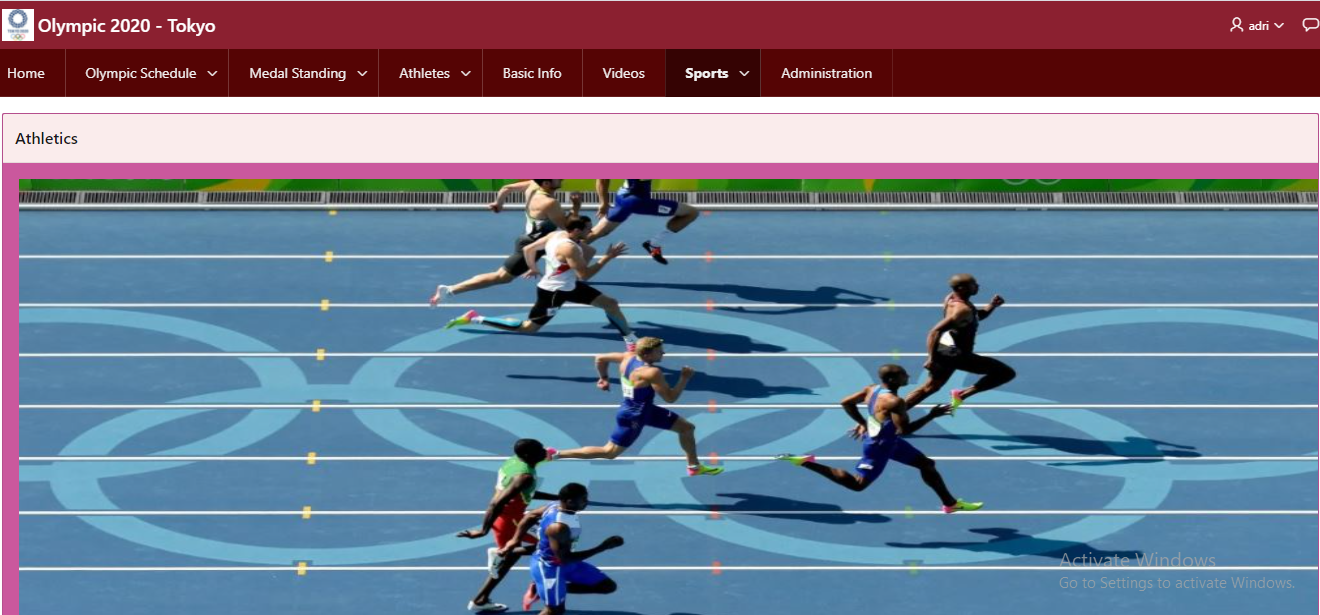 Olympic 2020 - Tokyo
adri
Home
Olympic Schedule
Medal Standing
Athletes
Basic Info
Videos
Sports
Administration
Athletics
Activate Windows
Go to Settings to activate Windows.